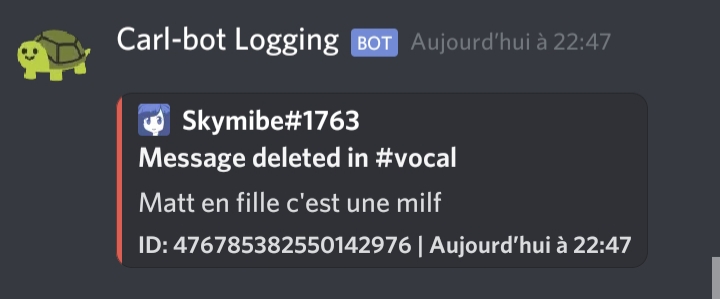 Carl-bot Logging BOT Aujourd'hui à 22:47
Skymibe#1763
Message deleted in #vocal
Matt en fille c'est une milf
ID: 476785382550142976 | Aujourd'hui à 22:47